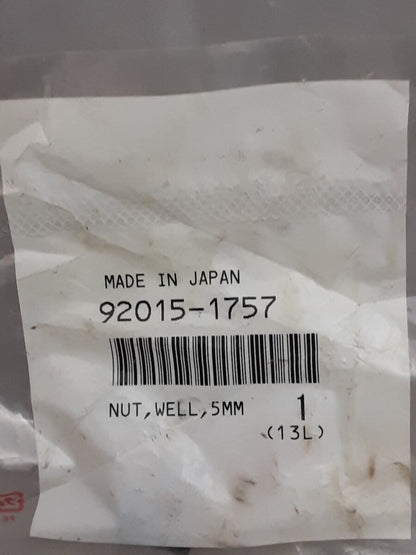 MADE IN JAPAN
92015-1757
NUT,WELL,5MM 1
(13L)